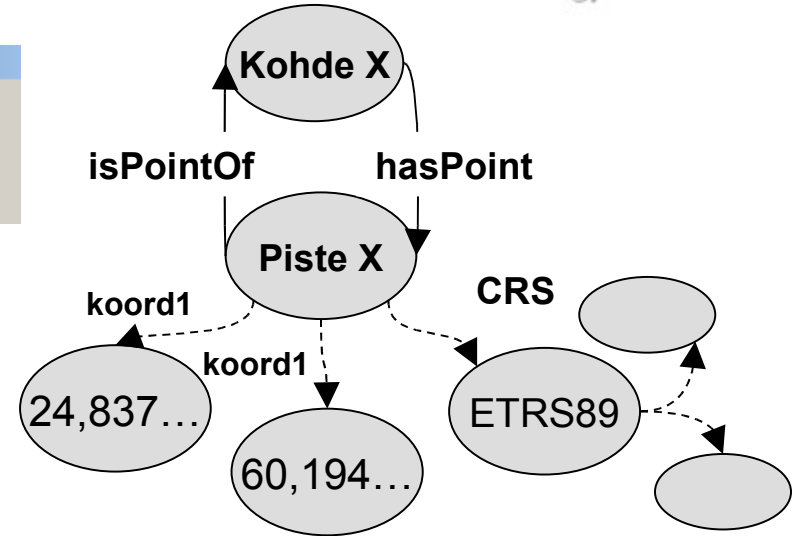 Kohde X
isPointOf
hasPoint
Piste X
CRS
koord1
koord1
24,837…
ETRS89
60,194…